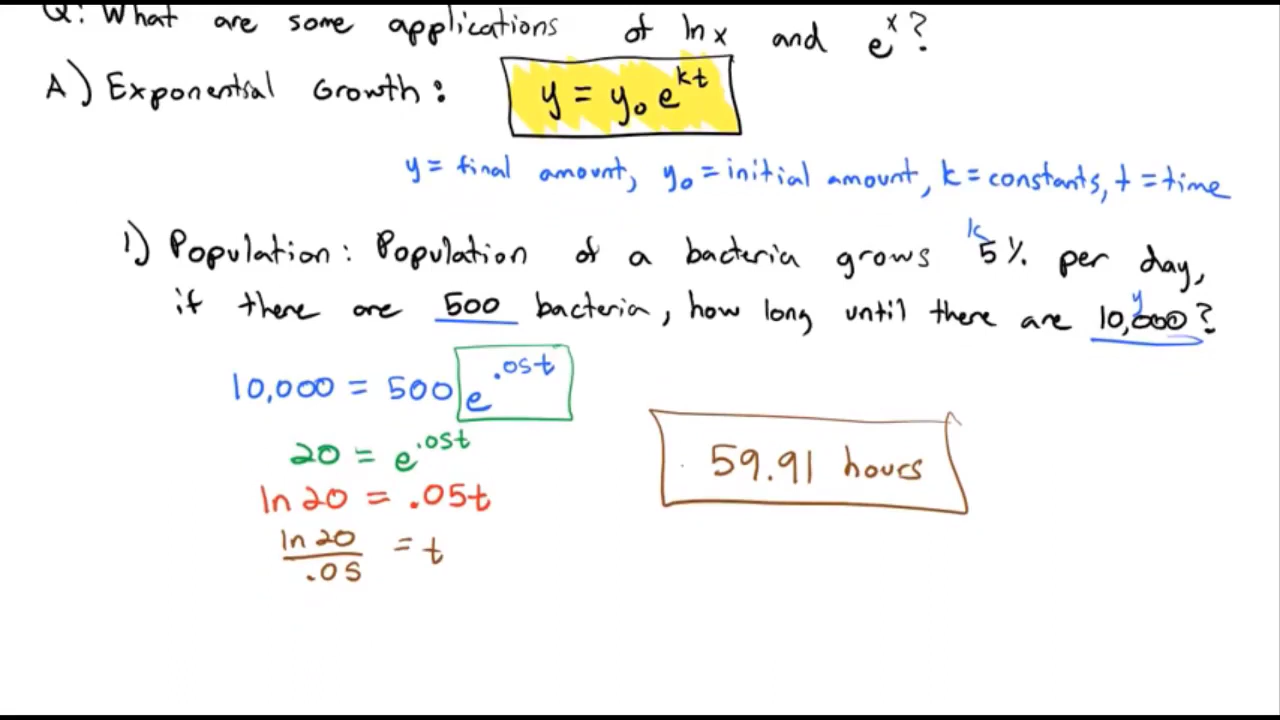 Q: What are some applications of ln x and e^x?
A) Exponential Growth: y = y₀ e^kt
y = final amount, y₀ = initial amount, k = constants, t = time
k
1) Population: Population of a bacteria grows 5% per day,
y
if there are 500 bacteria, how long until there are 10,000?
10,000 = 500 e^.05t
20 = e^.05t
59.91 hours
ln 20 = .05t
ln 20 / .05 = t